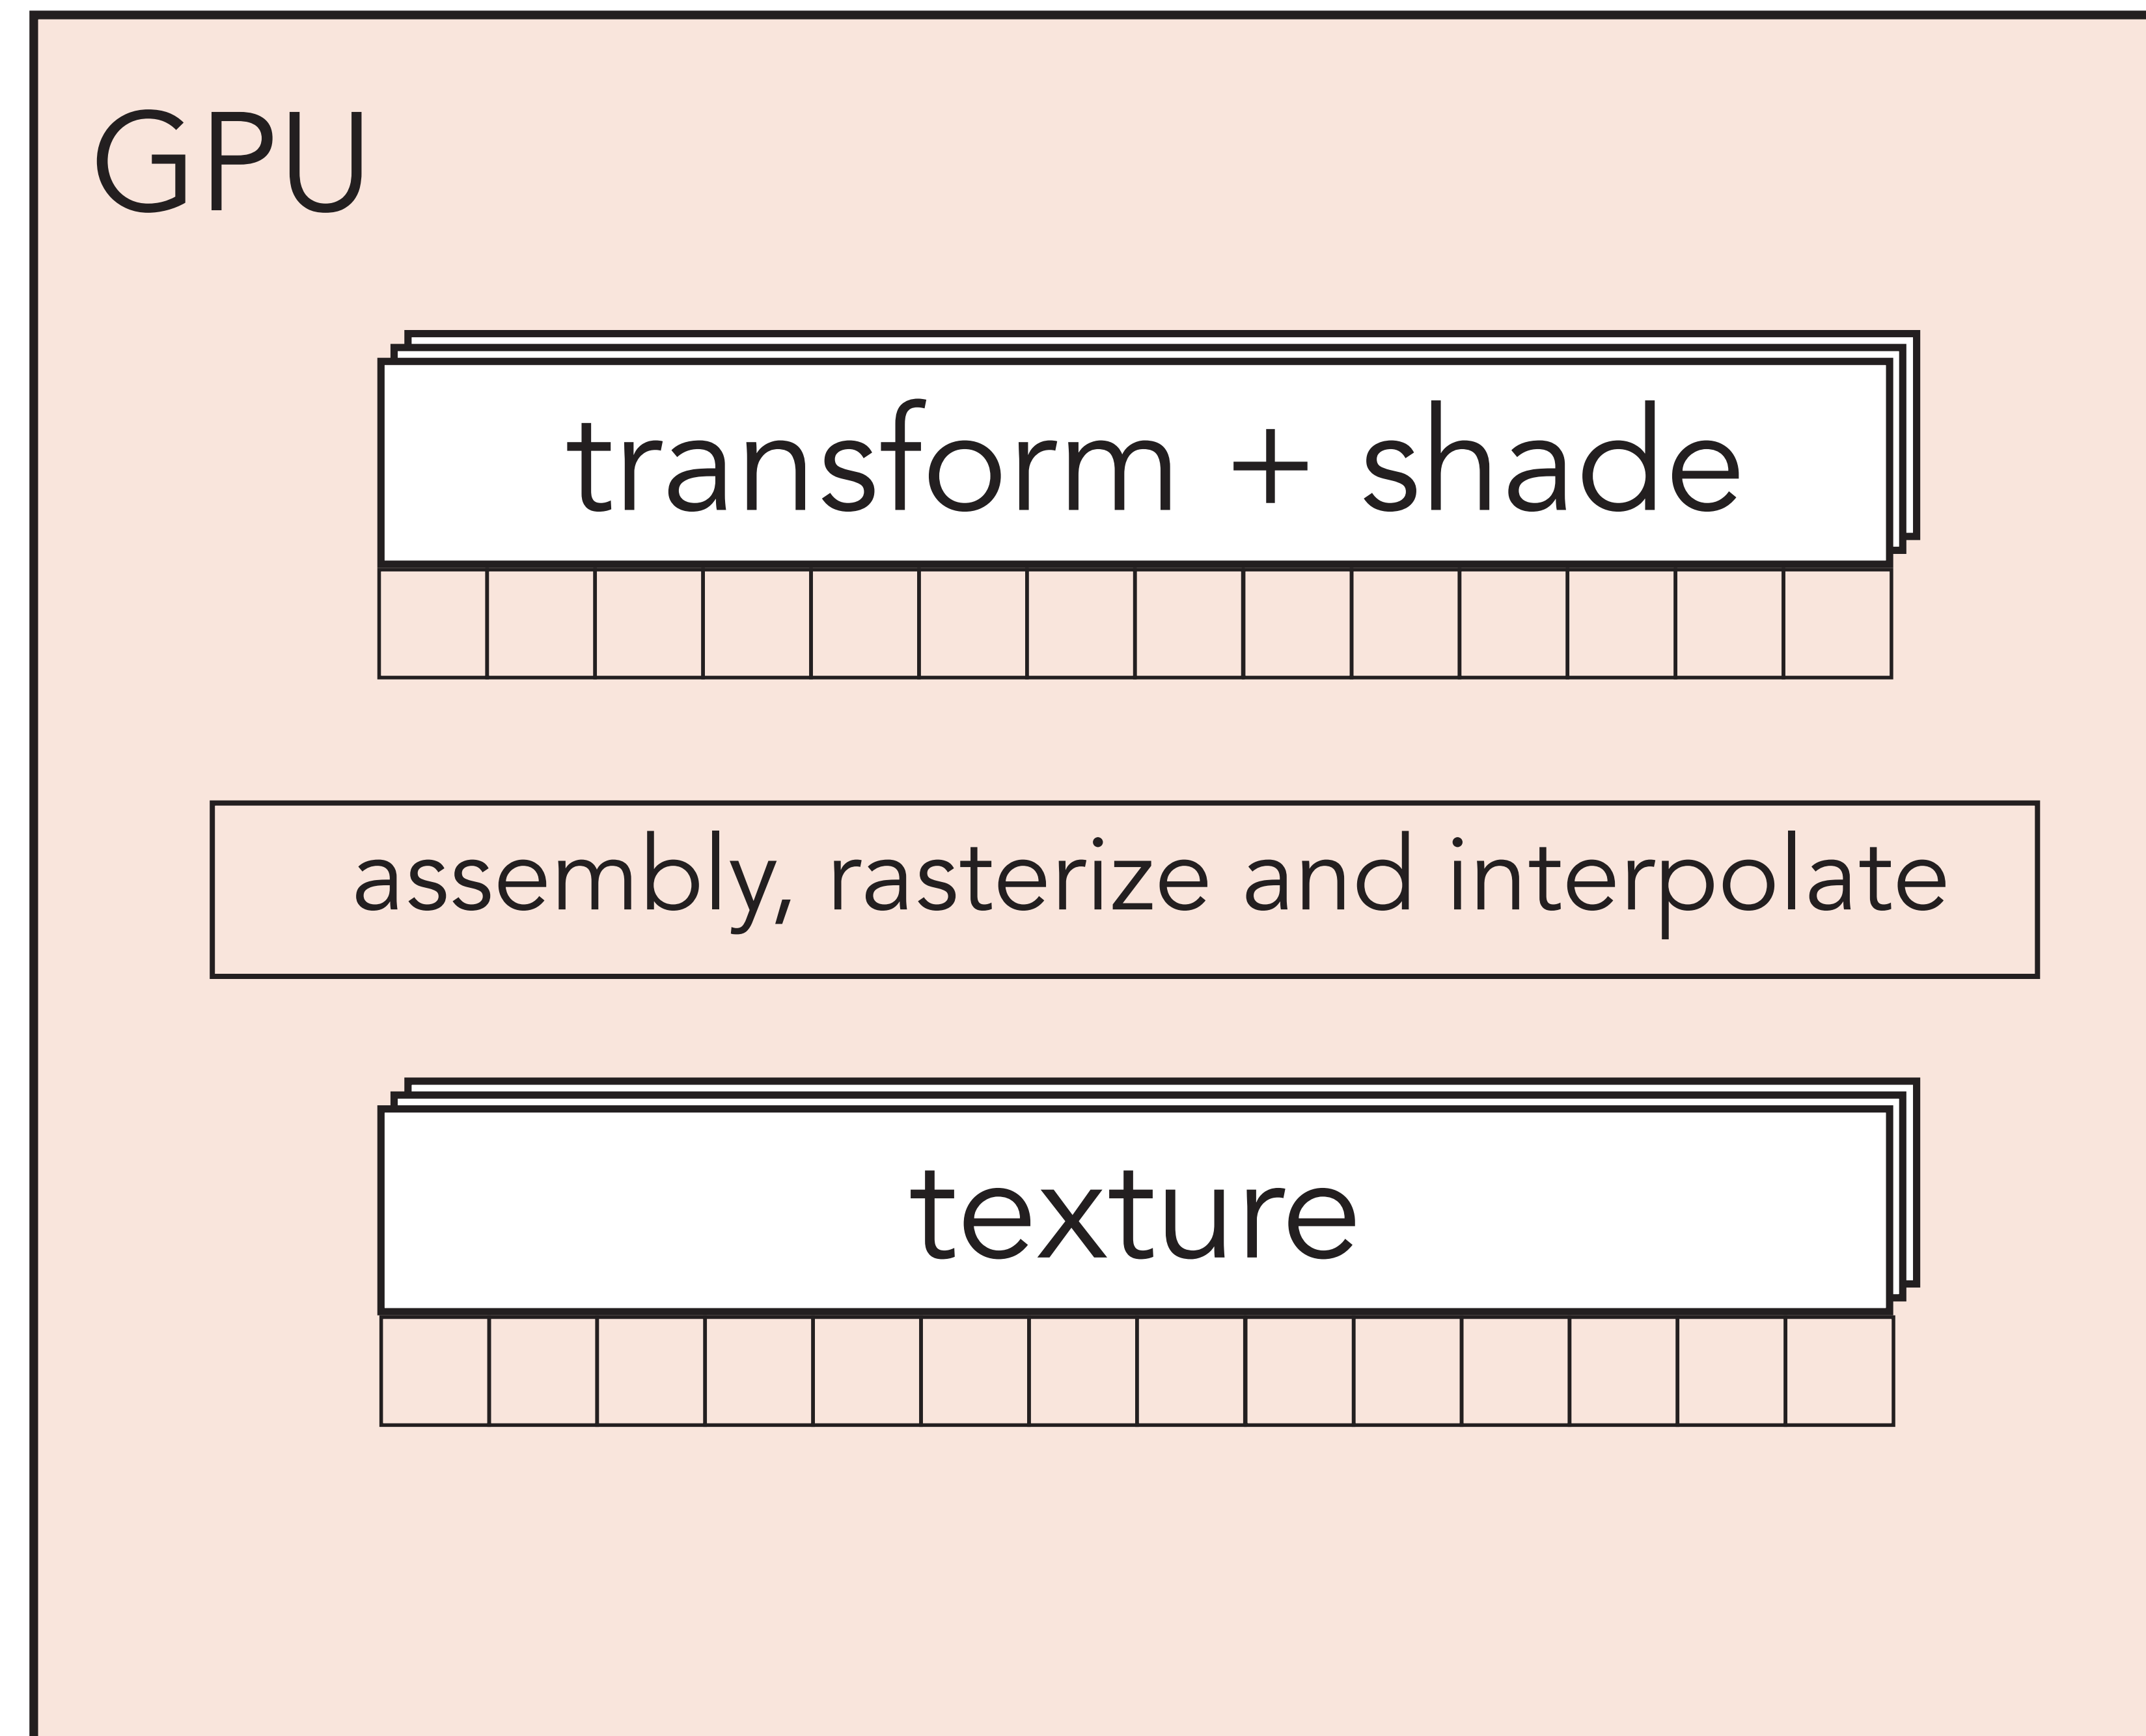 GPU
transform + shade
assembly, rasterize and interpolate
texture